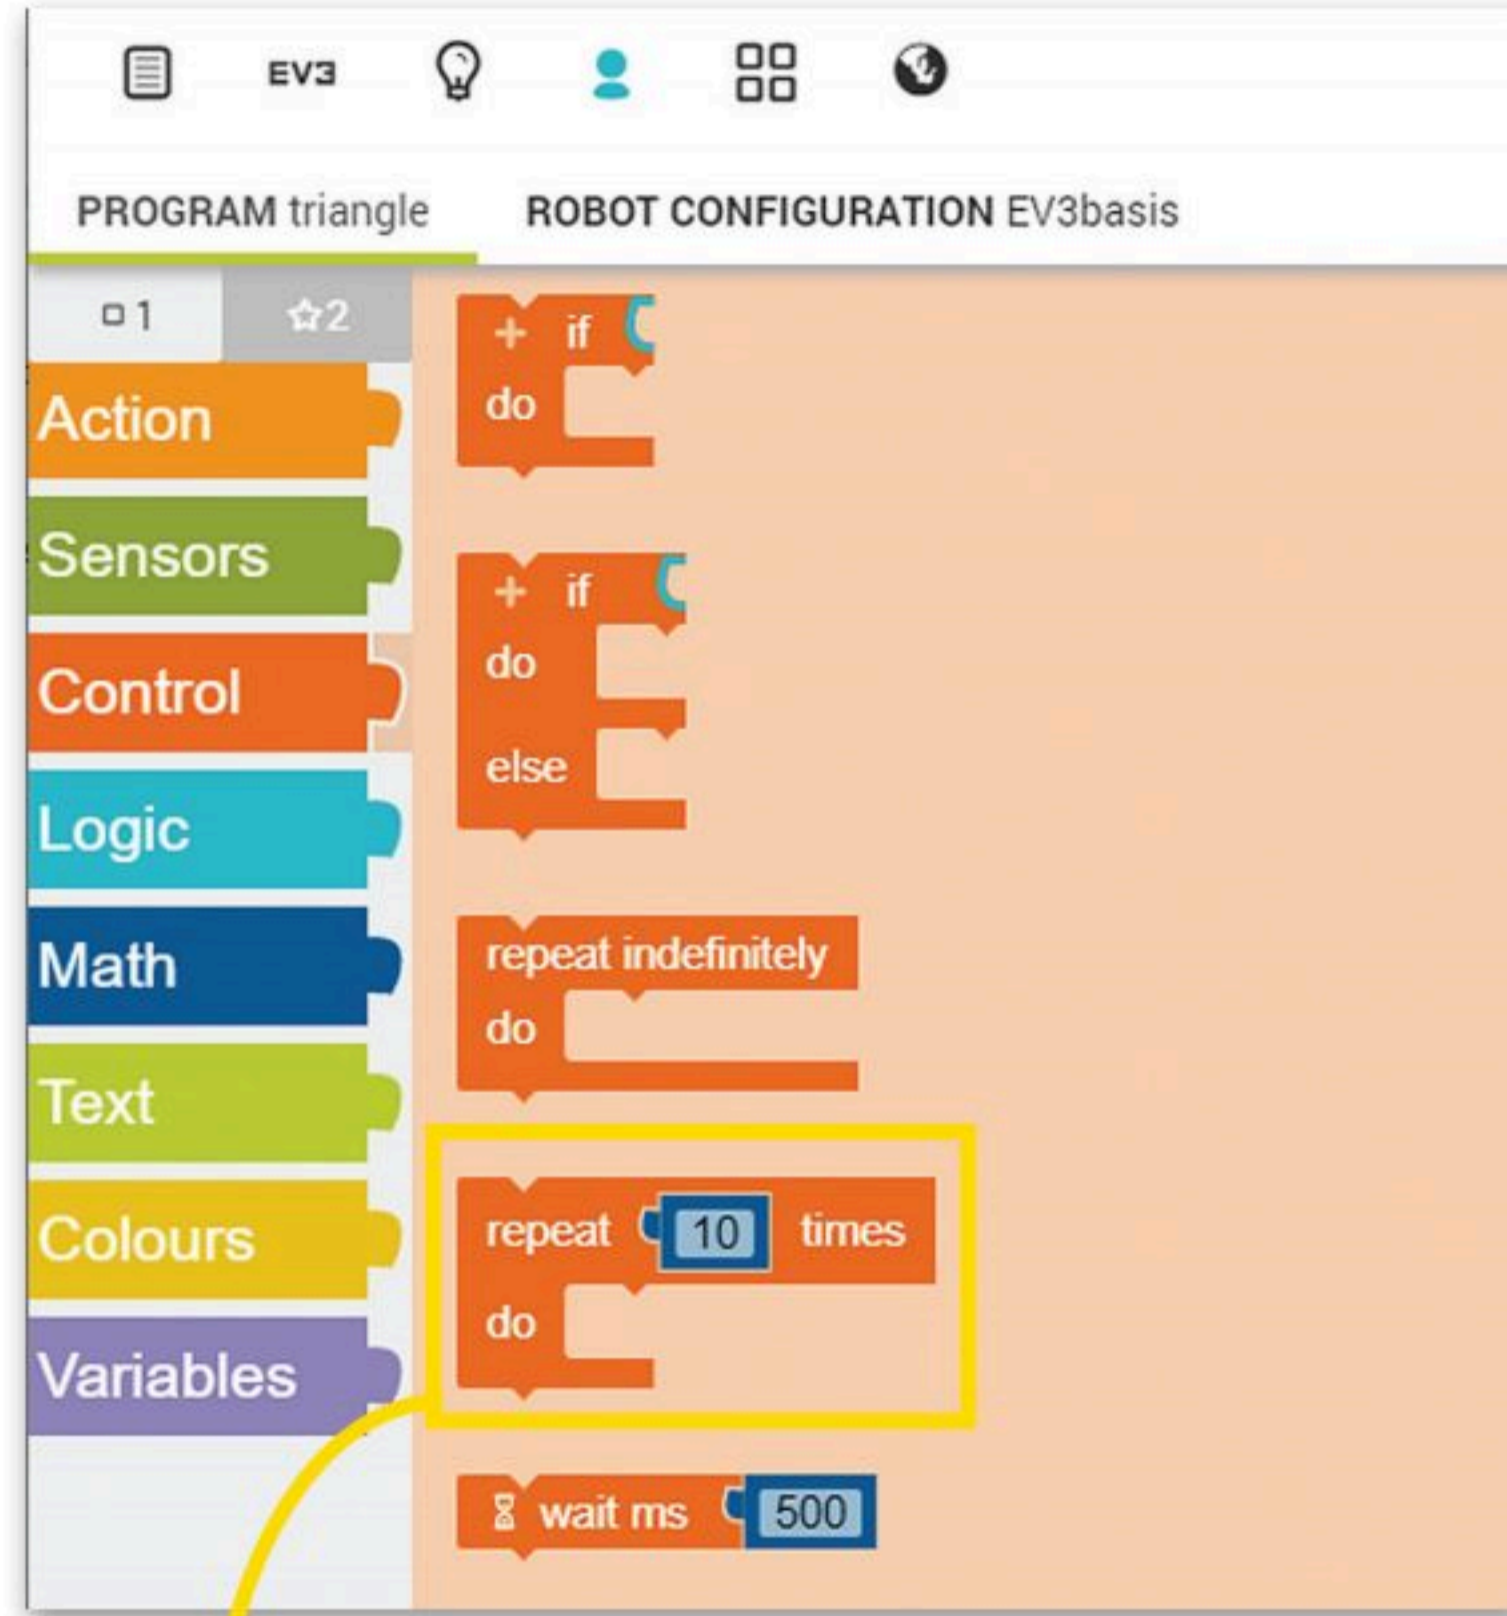 EV3
PROGRAM triangle
ROBOT CONFIGURATION EV3basis
1
2
Action
Sensors
Control
Logic
Math
Text
Colours
Variables
+ if
do
+ if
do
else
repeat indefinitely
do
repeat 10 times
do
wait ms 500